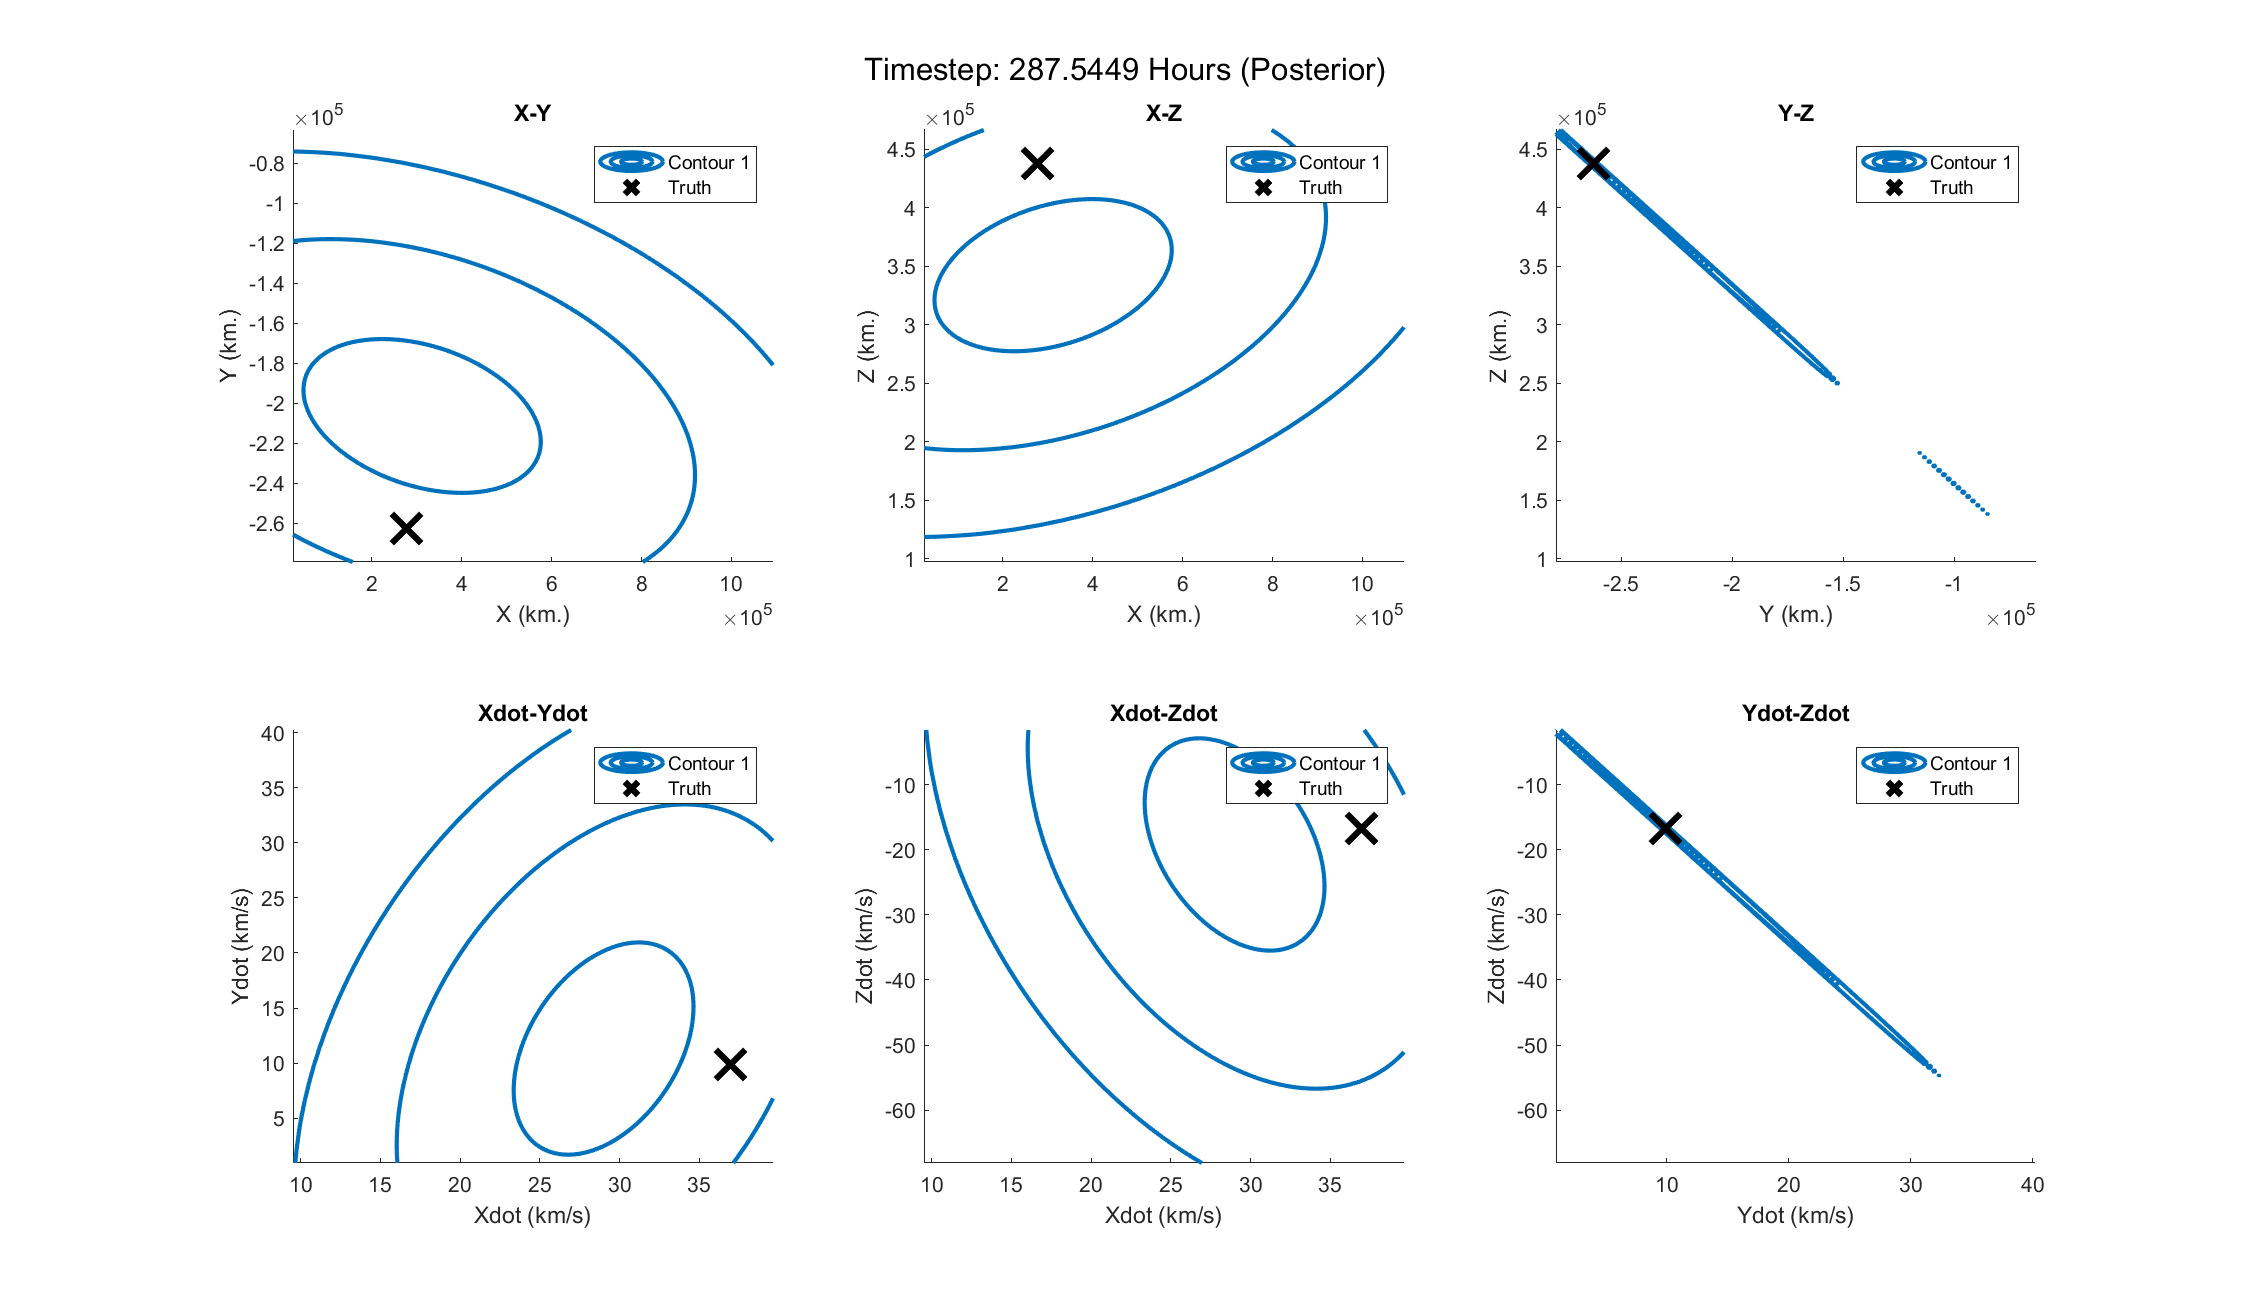 Timestep: 287.5449 Hours (Posterior)
X-Y
×10^5
-0.8
-1
-1.2
-1.4
-1.6
-1.8
-2
-2.2
-2.4
-2.6
Y (km.)
2 4 6 8 10
X (km.)
×10^5
Contour 1
Truth
X-Z
×10^5
4.5
4
3.5
3
2.5
2
1.5
1
Z (km.)
2 4 6 8 10
X (km.)
×10^5
Contour 1
Truth
Y-Z
×10^5
4.5
4
3.5
3
2.5
2
1.5
1
Z (km.)
-2.5 -2 -1.5 -1
Y (km.)
×10^5
Contour 1
Truth
Xdot-Ydot
40
35
30
25
20
15
10
5
Ydot (km/s)
10 15 20 25 30 35
Xdot (km/s)
Contour 1
Truth
Xdot-Zdot
-10
-20
-30
-40
-50
-60
Zdot (km/s)
10 15 20 25 30 35
Xdot (km/s)
Contour 1
Truth
Ydot-Zdot
-10
-20
-30
-40
-50
-60
Zdot (km/s)
10 20 30 40
Ydot (km/s)
Contour 1
Truth